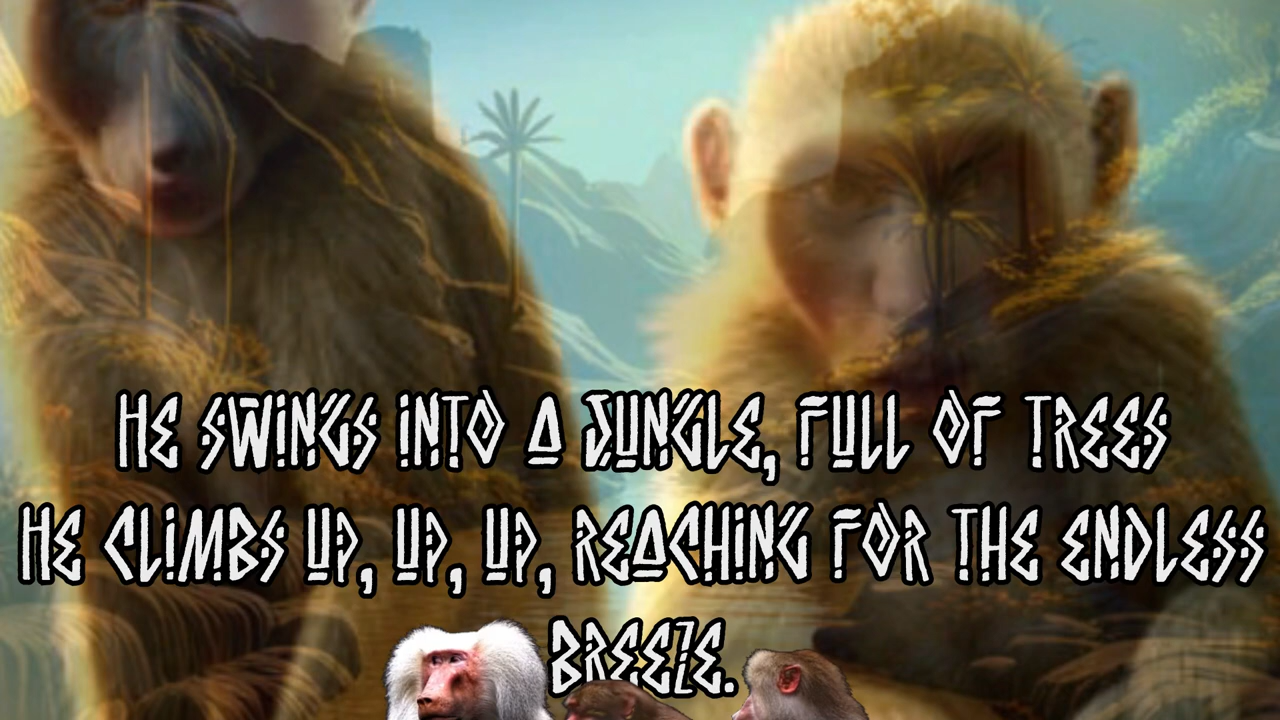 HE SWINGS INTO A JUNGLE, FULL OF TREES
HE CLIMBS UP, UP, UP, REACHING FOR THE ENDLESS
BREEZE.